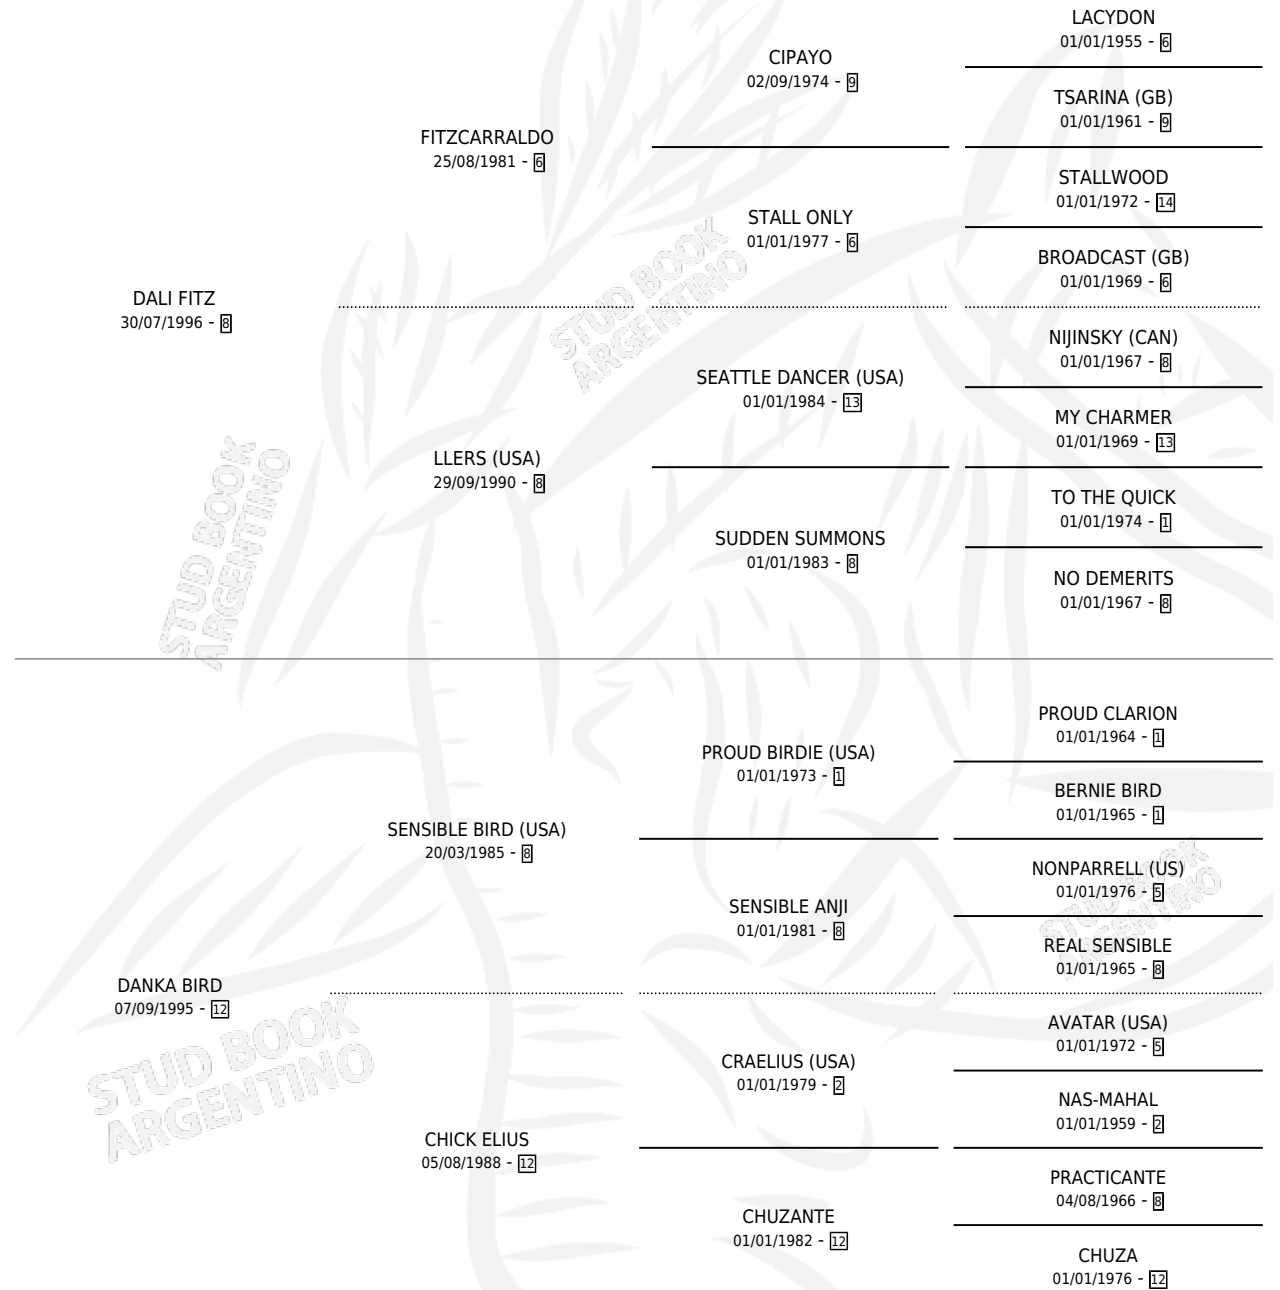 LACYDON
01/01/1955 - 6
CIPAYO
02/09/1974 - 9
TSARINA (GB)
01/01/1961 - 9
FITZCARRALDO
25/08/1981 - 6
STALLWOOD
01/01/1972 - 14
STALL ONLY
01/01/1977 - 6
BROADCAST (GB)
01/01/1969 - 6
DALI FITZ
30/07/1996 - 8
NIJINSKY (CAN)
01/01/1967 - 8
SEATTLE DANCER (USA)
01/01/1984 - 13
MY CHARMER
01/01/1969 - 13
LLERS (USA)
29/09/1990 - 8
TO THE QUICK
01/01/1974 - 1
SUDDEN SUMMONS
01/01/1983 - 8
NO DEMERITS
01/01/1967 - 8
STUD BOOK
ARGENTINO
STUD BOOK
ARGENTINO
PROUD CLARION
01/01/1964 - 1
PROUD BIRDIE (USA)
01/01/1973 - 1
BERNIE BIRD
01/01/1965 - 1
SENSIBLE BIRD (USA)
20/03/1985 - 8
NONPARRELL (US)
01/01/1976 - 5
SENSIBLE ANJI
01/01/1981 - 8
REAL SENSIBLE
01/01/1965 - 8
DANKA BIRD
07/09/1995 - 12
AVATAR (USA)
01/01/1972 - 5
CRAELIUS (USA)
01/01/1979 - 2
NAS-MAHAL
01/01/1959 - 2
CHICK ELIUS
05/08/1988 - 12
PRACTICANTE
04/08/1966 - 8
CHUZANTE
01/01/1982 - 12
CHUZA
01/01/1976 - 12
STUD BOOK
ARGENTINO
STUD BOOK
ARGENTINO